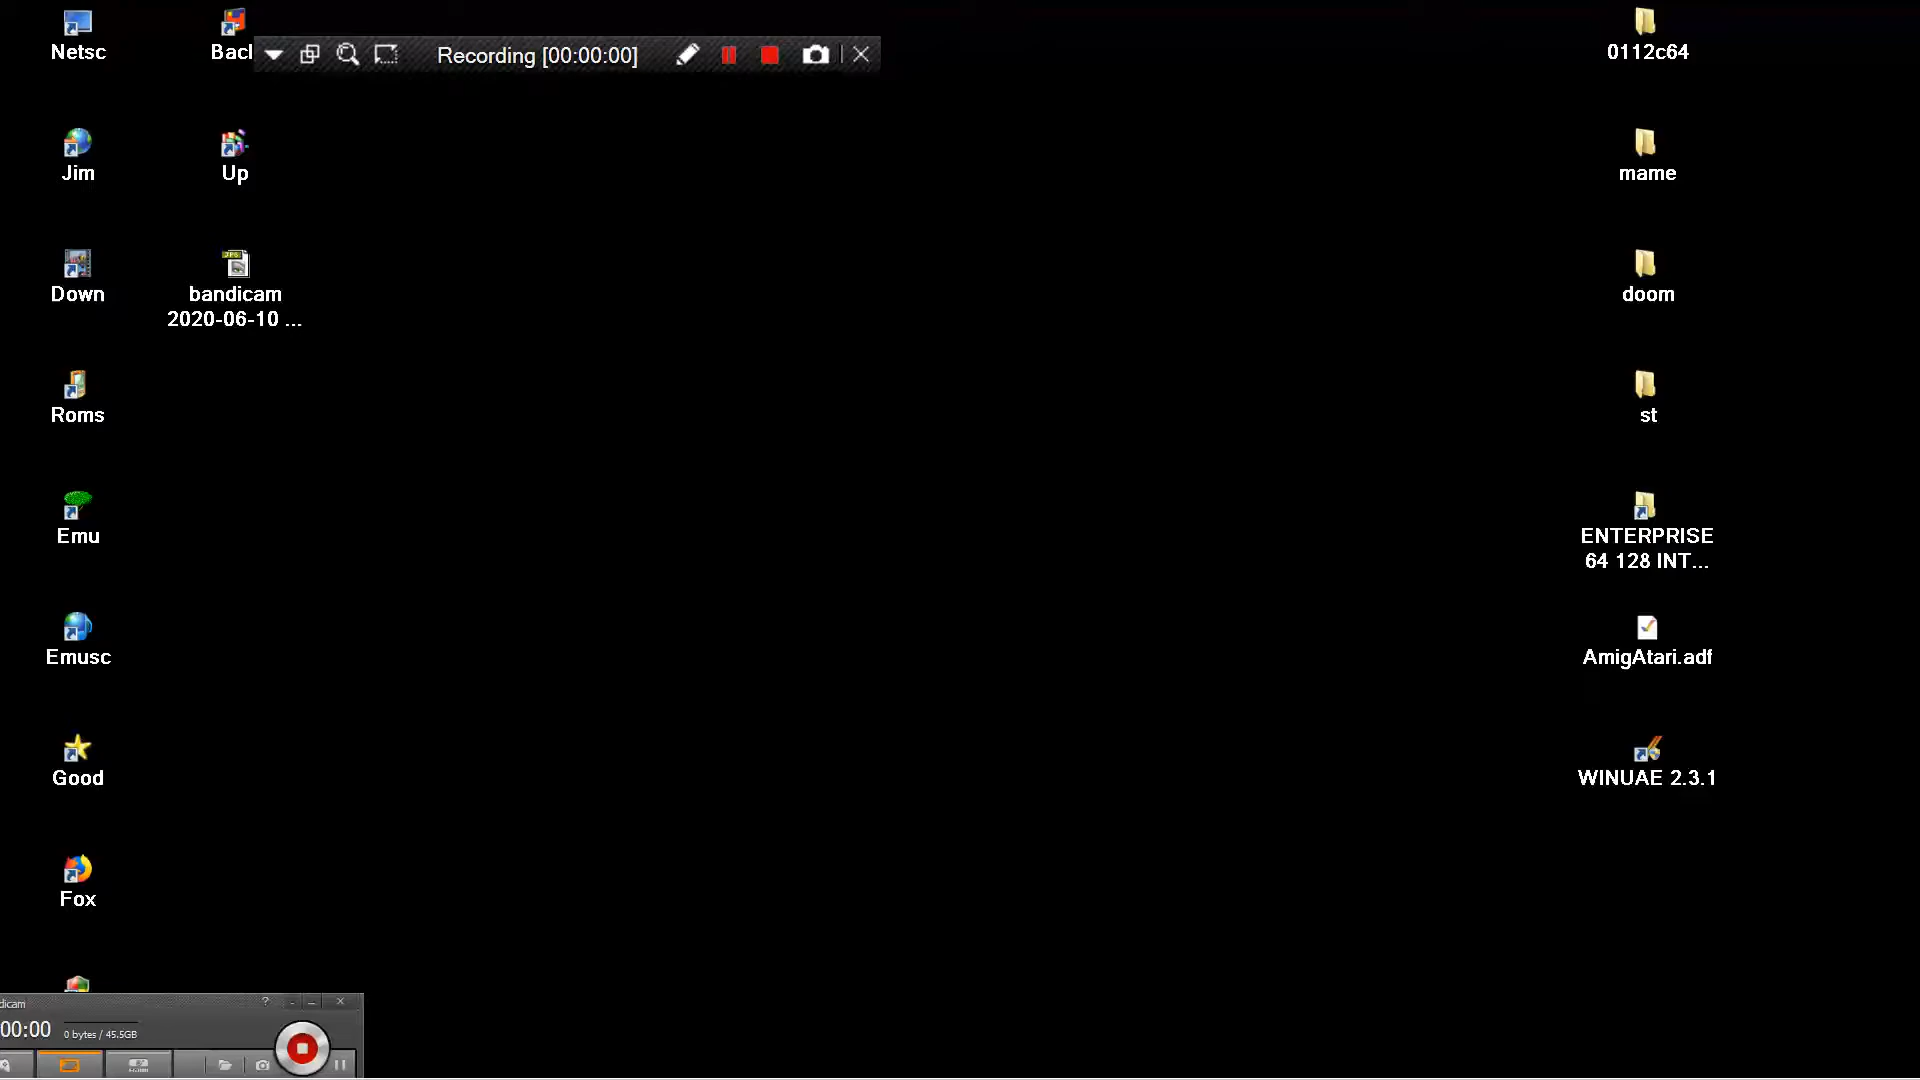 Netsc
Bacl
Recording [00:00:00]
0112c64
Jim
Up
mame
Down
JPG
bandicam
2020-06-10 ...
doom
Roms
st
Emu
ENTERPRISE
64 128 INT...
Emusc
AmigAtari.adf
Good
WINUAE 2.3.1
Fox
dicam
?
00:00
0 bytes / 45.5GB